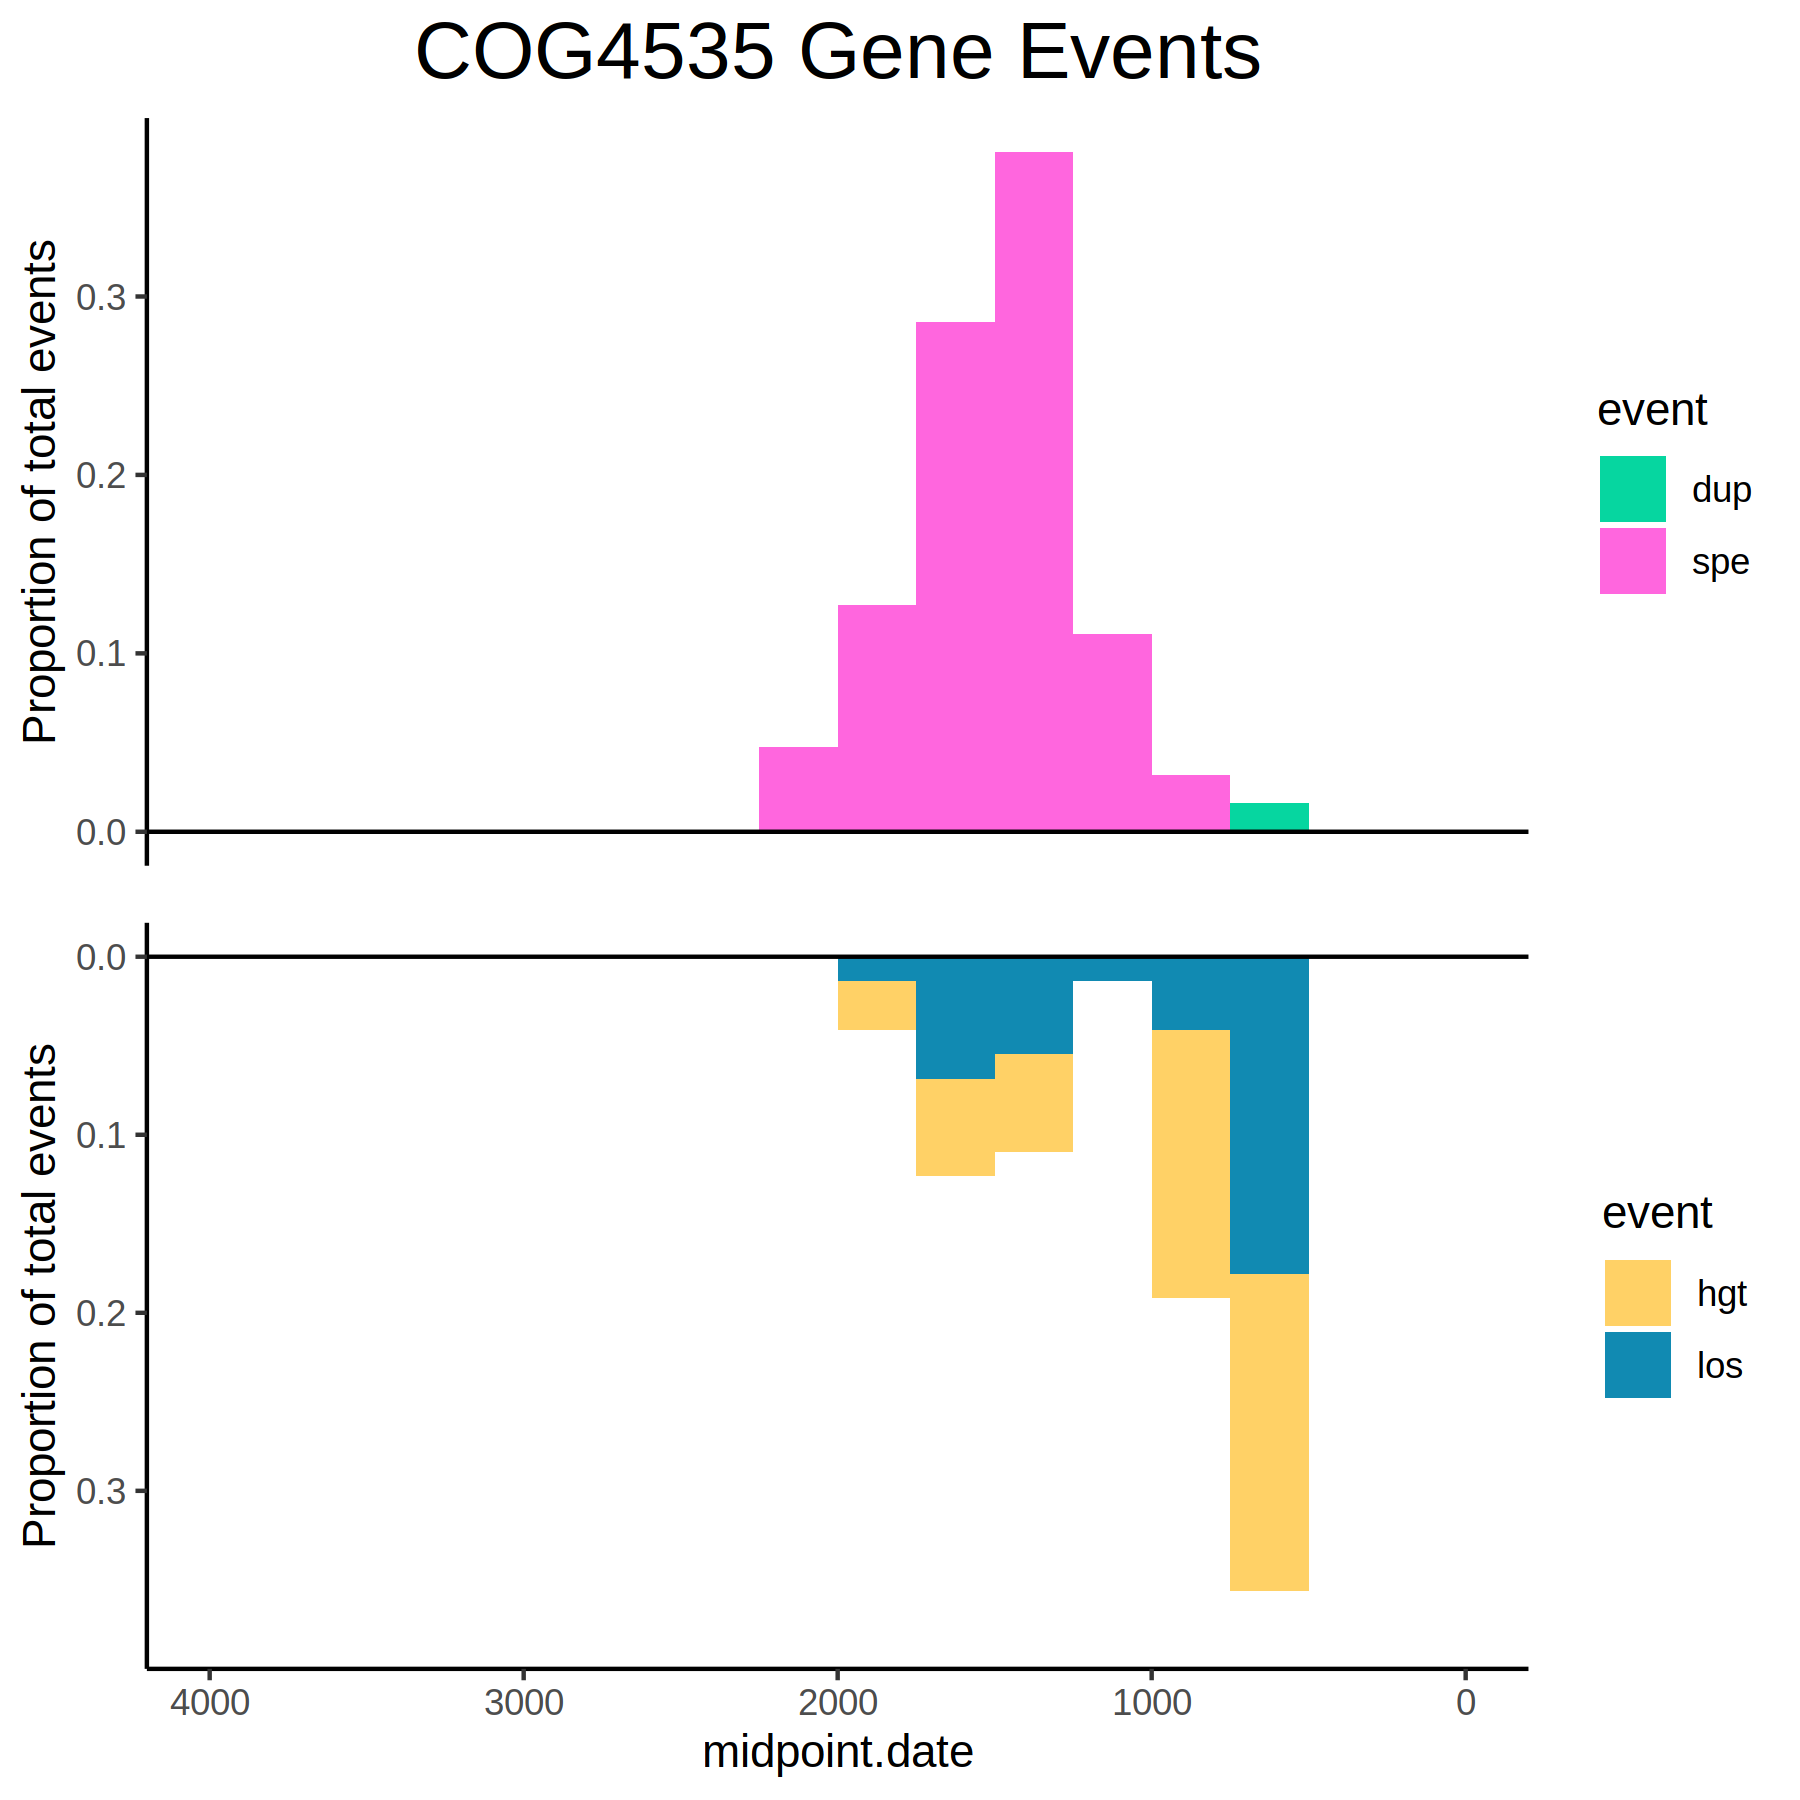 COG4535 Gene Events
Proportion of total events
0.3
0.2
0.1
0.0
event
dup
spe
Proportion of total events
0.0
0.1
0.2
0.3
event
hgt
los
4000 3000 2000 1000 0
midpoint.date